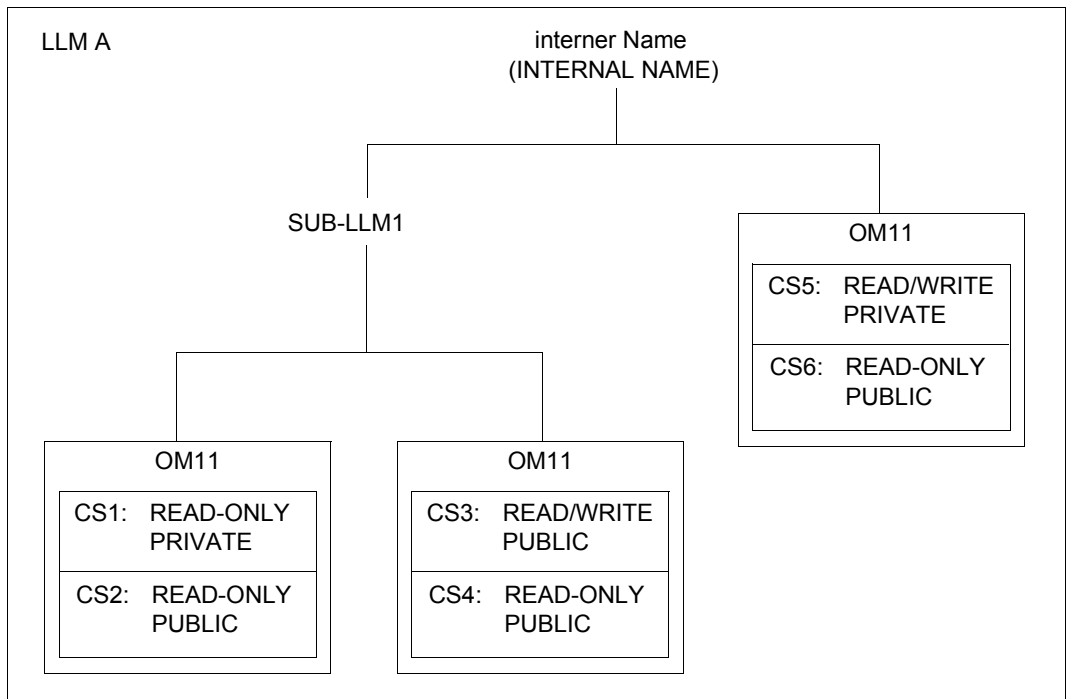 LLM A
interner Name
(INTERNAL NAME)
SUB-LLM1
OM11
CS5: READ/WRITE
PRIVATE
CS6: READ-ONLY
PUBLIC
OM11
CS1: READ-ONLY
PRIVATE
CS2: READ-ONLY
PUBLIC
OM11
CS3: READ/WRITE
PUBLIC
CS4: READ-ONLY
PUBLIC